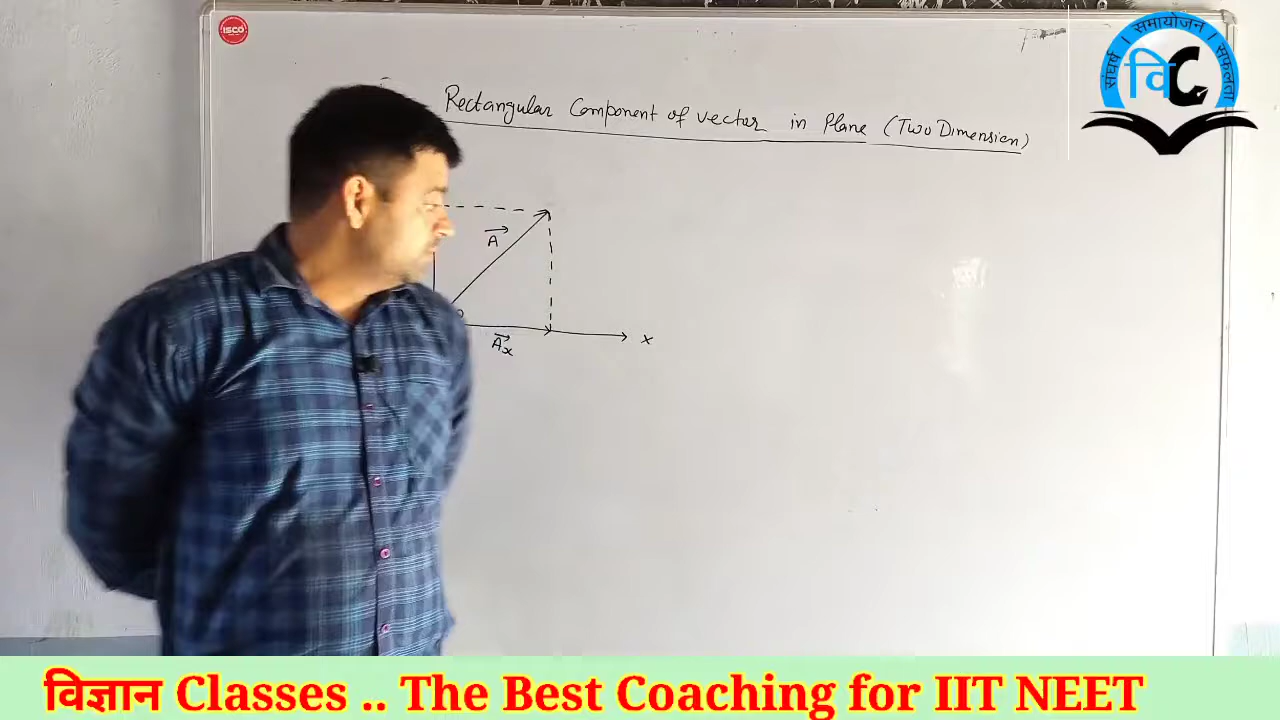 ISCO
संघर्ष । समायोजन । सफलता
विC
Rectangular Component of vector in Plane (Two Dimension)
A
Ax
x
विज्ञान Classes .. The Best Coaching for IIT NEET